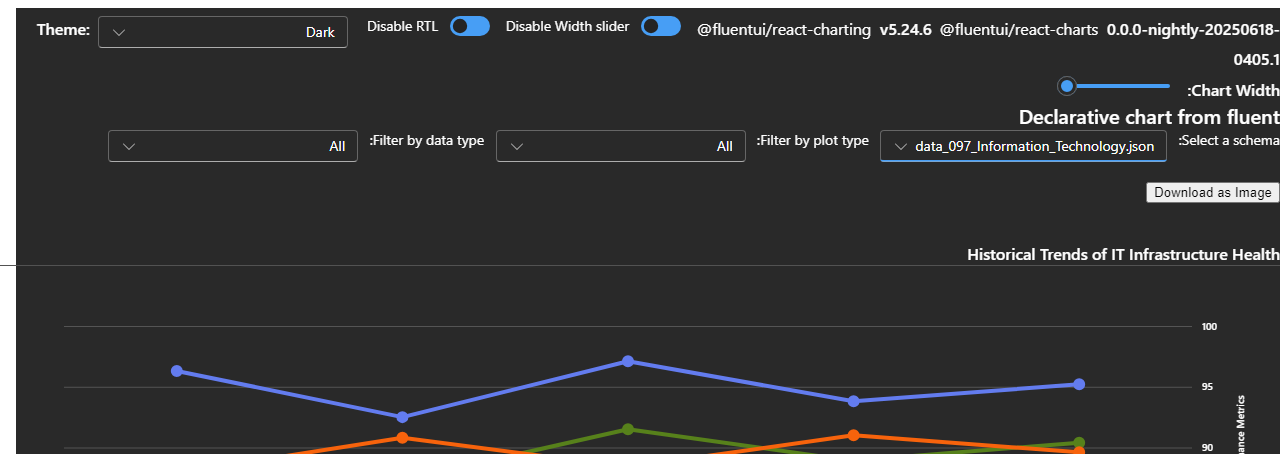 Theme: Dark Disable RTL Disable Width slider @fluentui/react-charting v5.24.6 @fluentui/react-charts 0.0.0-nightly-20250618-
0405.1
:Chart Width
Declarative chart from fluent
All :Filter by data type All :Filter by plot type data_097_Information_Technology.json :Select a schema
Download as Image
Historical Trends of IT Infrastructure Health
100
95
90
Metrics